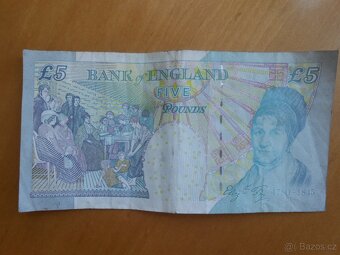 £5 BANK of ENGLAND £5
FIVE
POUNDS
Bazos.cz